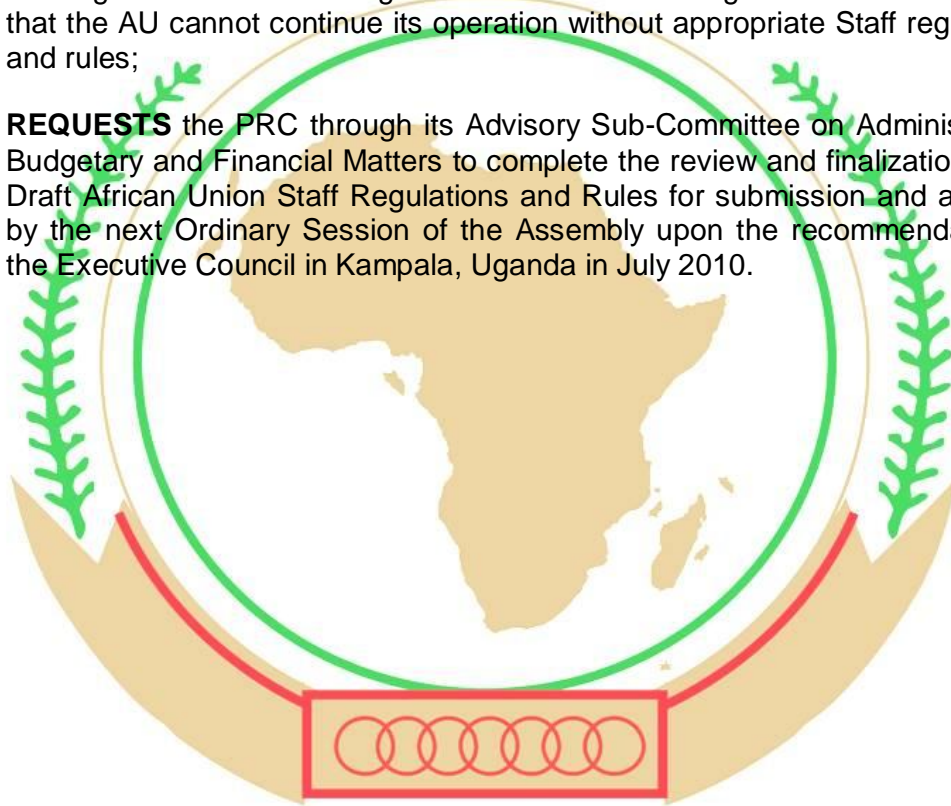 that the AU cannot continue its operation without appropriate Staff reg
and rules;
REQUESTS the PRC through its Advisory Sub-Committee on Adminis
Budgetary and Financial Matters to complete the review and finalizatio
Draft African Union Staff Regulations and Rules for submission and a
by the next Ordinary Session of the Assembly upon the recommenda
the Executive Council in Kampala, Uganda in July 2010.